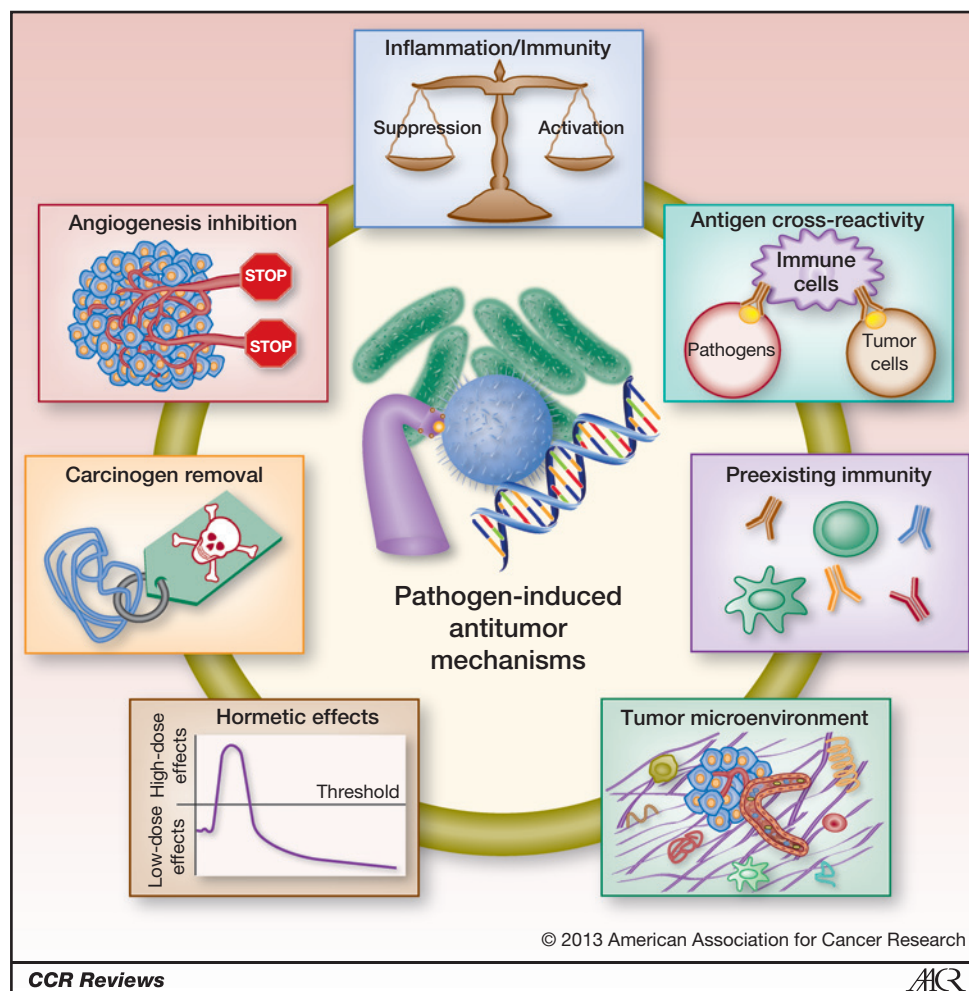 Inflammation/Immunity
Suppression
Activation
Angiogenesis inhibition
STOP
STOP
Antigen cross-reactivity
Immune
cells
Pathogens
Tumor
cells
Carcinogen removal
Preexisting immunity
Pathogen-induced
antitumor
mechanisms
Hormetic effects
High-dose
effects
Low-dose
effects
Threshold
Tumor microenvironment
© 2013 American Association for Cancer Research
CCR Reviews
AACR